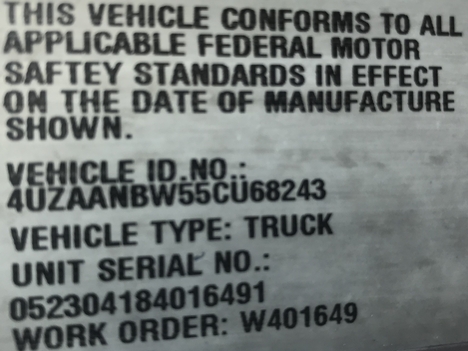 THIS VEHICLE CONFORMS TO ALL
APPLICABLE FEDERAL MOTOR
SAFTEY STANDARDS IN EFFECT
ON THE DATE OF MANUFACTURE
SHOWN.
VEHICLE ID.NO.:
4UZAANBW55CU68243
VEHICLE TYPE: TRUCK
UNIT SERIAL NO.:
052304184016491
WORK ORDER: W401649